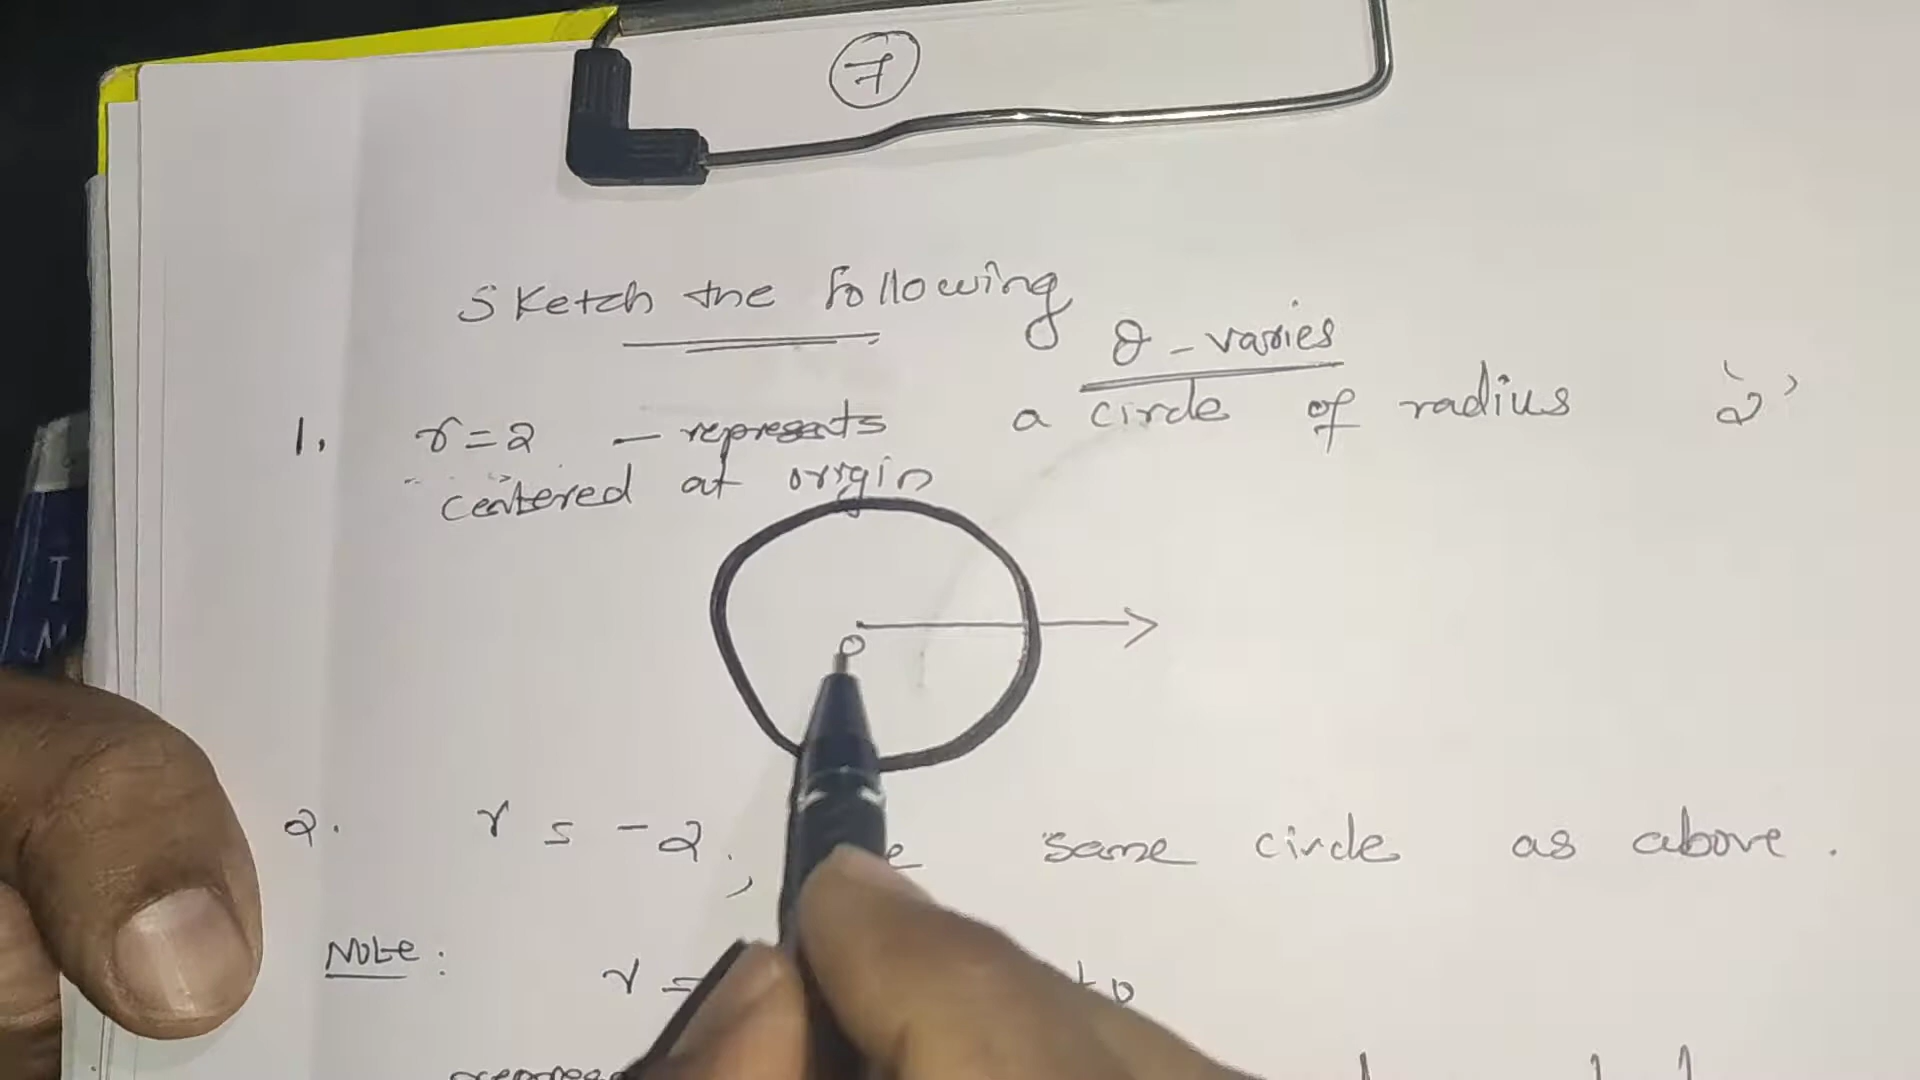 7
Sketch the following
θ - varies
1. r=2 — represents a circle of radius '2'
centered at origin
O
2. r = -2, same circle as above.
Note: r =